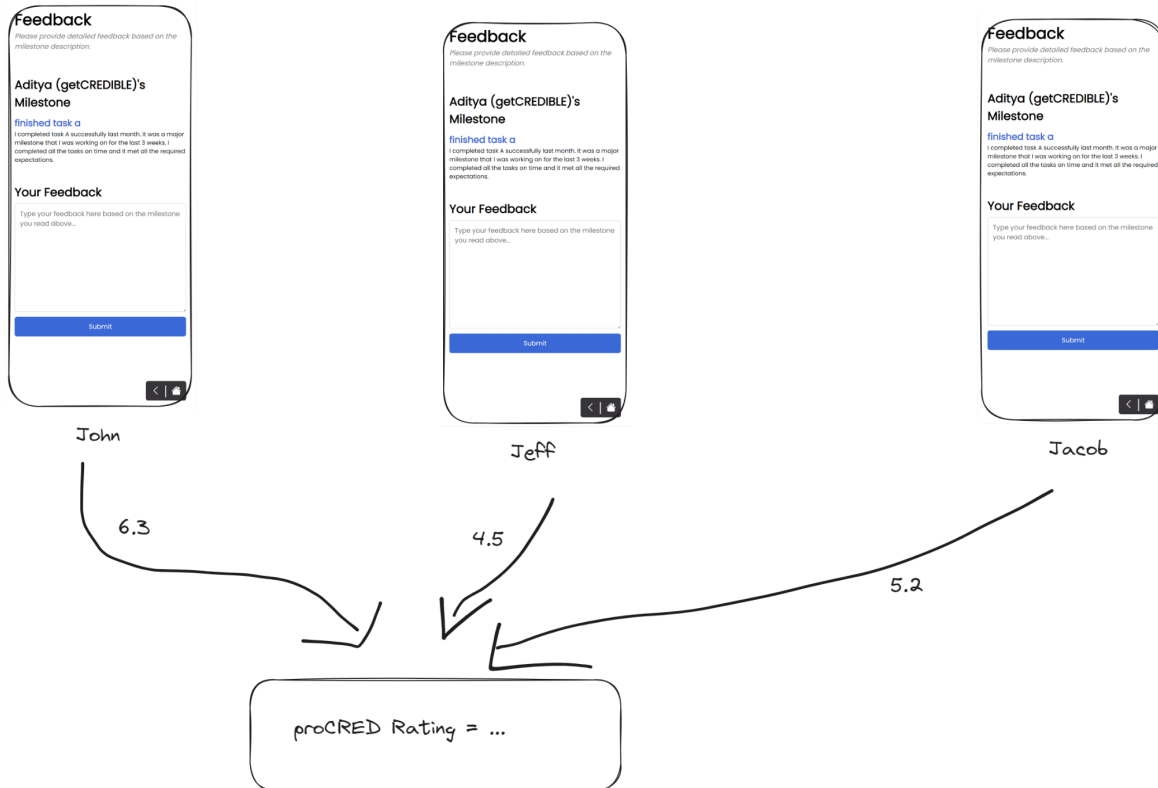 Feedback
Please provide detailed feedback based on the
milestone description.
Aditya (getCREDIBLE)'s
Milestone
finished task a
I completed task A successfully last month. It was a major
milestone that I was working on for the last 3 weeks. I
completed all the tasks on time and it met all the required
expectations.
Your Feedback
Type your feedback here based on the milestone
you read above...
Submit
John
Feedback
Please provide detailed feedback based on the
milestone description.
Aditya (getCREDIBLE)'s
Milestone
finished task a
I completed task A successfully last month. It was a major
milestone that I was working on for the last 3 weeks. I
completed all the tasks on time and it met all the required
expectations.
Your Feedback
Type your feedback here based on the milestone
you read above...
Submit
Jeff
Feedback
Please provide detailed feedback based on the
milestone description.
Aditya (getCREDIBLE)'s
Milestone
finished task a
I completed task A successfully last month. It was a major
milestone that I was working on for the last 3 weeks. I
completed all the tasks on time and it met all the required
expectations.
Your Feedback
Type your feedback here based on the milestone
you read above...
Submit
Jacob
6.3
4.5
5.2
proCRED Rating = ...